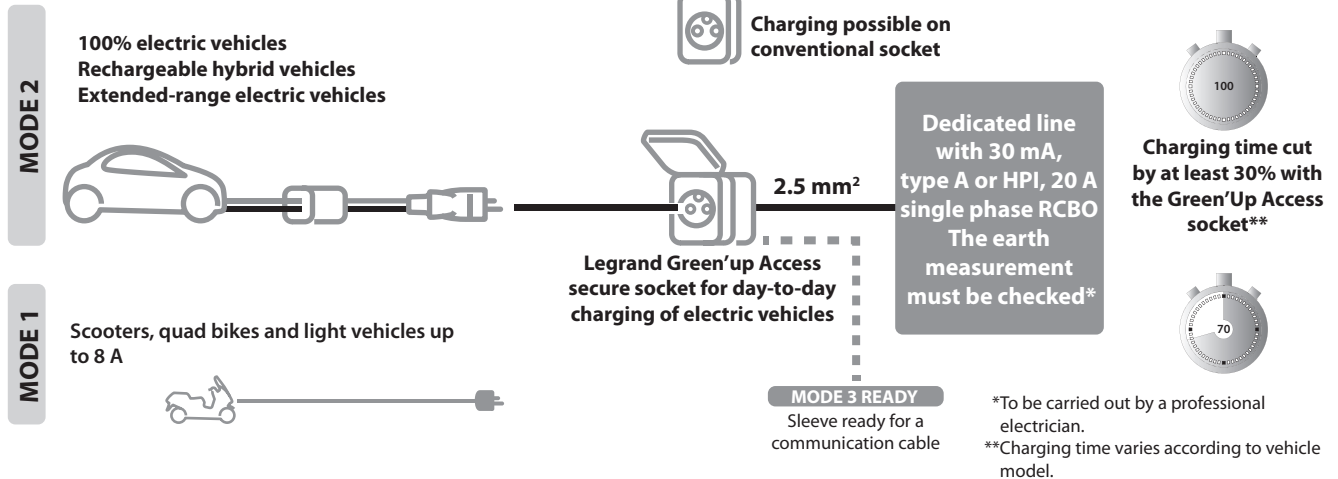 MODE 2
100% electric vehicles
Rechargeable hybrid vehicles
Extended-range electric vehicles
Charging possible on
conventional socket
2.5 mm²
Legrand Green'up Access
secure socket for day-to-day
charging of electric vehicles
Dedicated line
with 30 mA,
type A or HPI, 20 A
single phase RCBO
The earth
measurement
must be checked*
100
Charging time cut
by at least 30% with
the Green'Up Access
socket**
70
MODE 1
Scooters, quad bikes and light vehicles up
to 8 A
MODE 3 READY
Sleeve ready for a
communication cable
*To be carried out by a professional
electrician.
**Charging time varies according to vehicle
model.